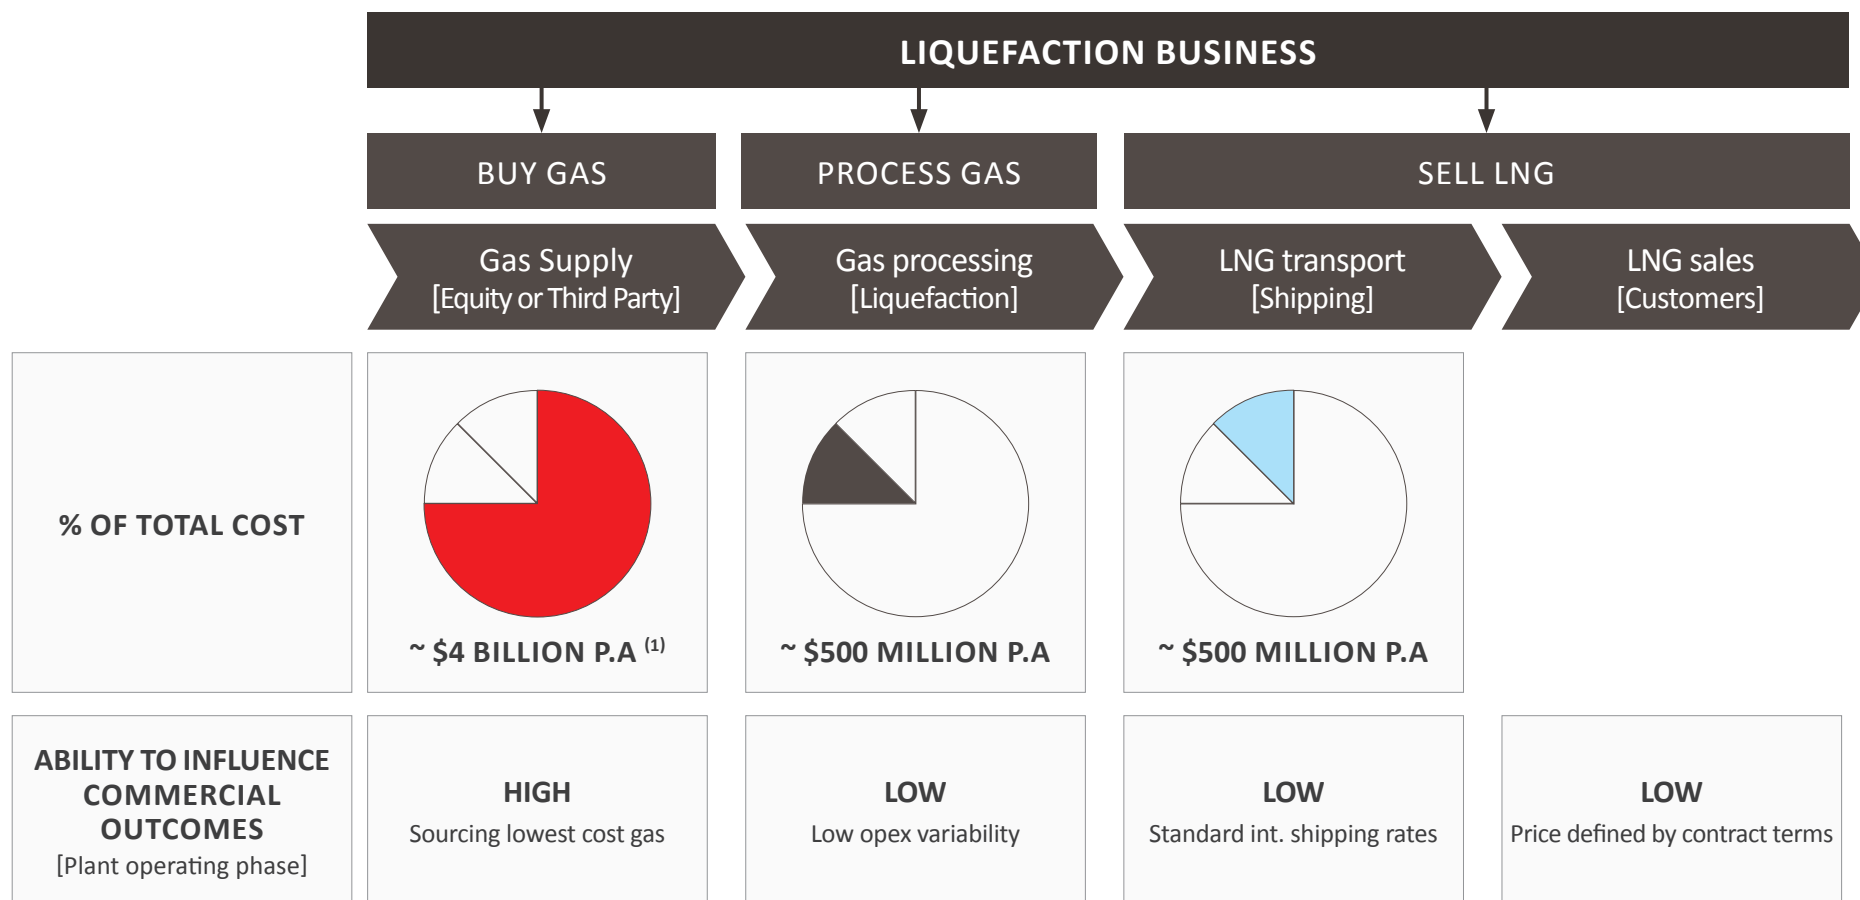 LIQUEFACTION BUSINESS
BUY GAS
PROCESS GAS
SELL LNG
Gas Supply
[Equity or Third Party]
Gas processing
[Liquefaction]
LNG transport
[Shipping]
LNG sales
[Customers]
% OF TOTAL COST
~ $4 BILLION P.A (1)
~ $500 MILLION P.A
~ $500 MILLION P.A
ABILITY TO INFLUENCE
COMMERCIAL
OUTCOMES
[Plant operating phase]
HIGH
Sourcing lowest cost gas
LOW
Low opex variability
LOW
Standard int. shipping rates
LOW
Price defined by contract terms